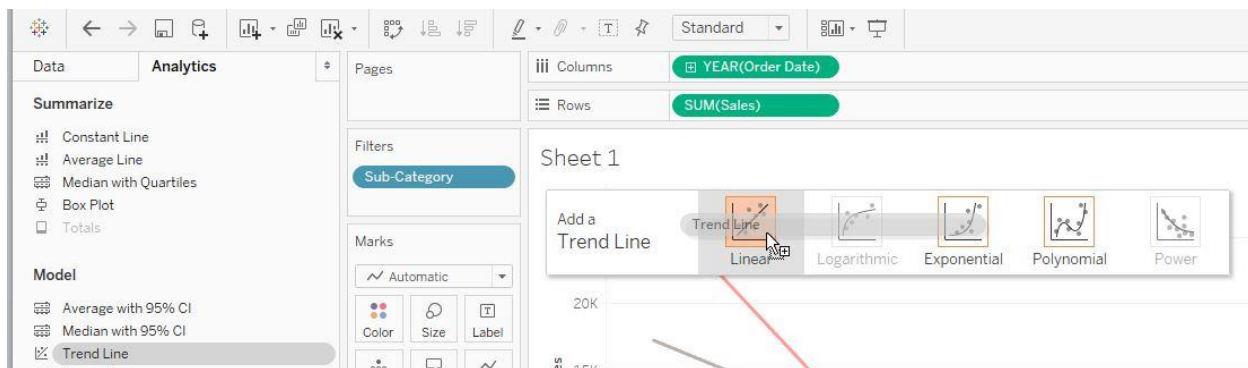 Standard
Data
Analytics
Summarize
Constant Line
Average Line
Median with Quartiles
Box Plot
Totals
Model
Average with 95% CI
Median with 95% CI
Trend Line
Pages
Filters
Sub-Category
Marks
Automatic
Color Size Label
Columns YEAR(Order Date)
Rows SUM(Sales)
Sheet 1
Add a
Trend Line
Trend Line
Linear Logarithmic Exponential Polynomial Power
20K